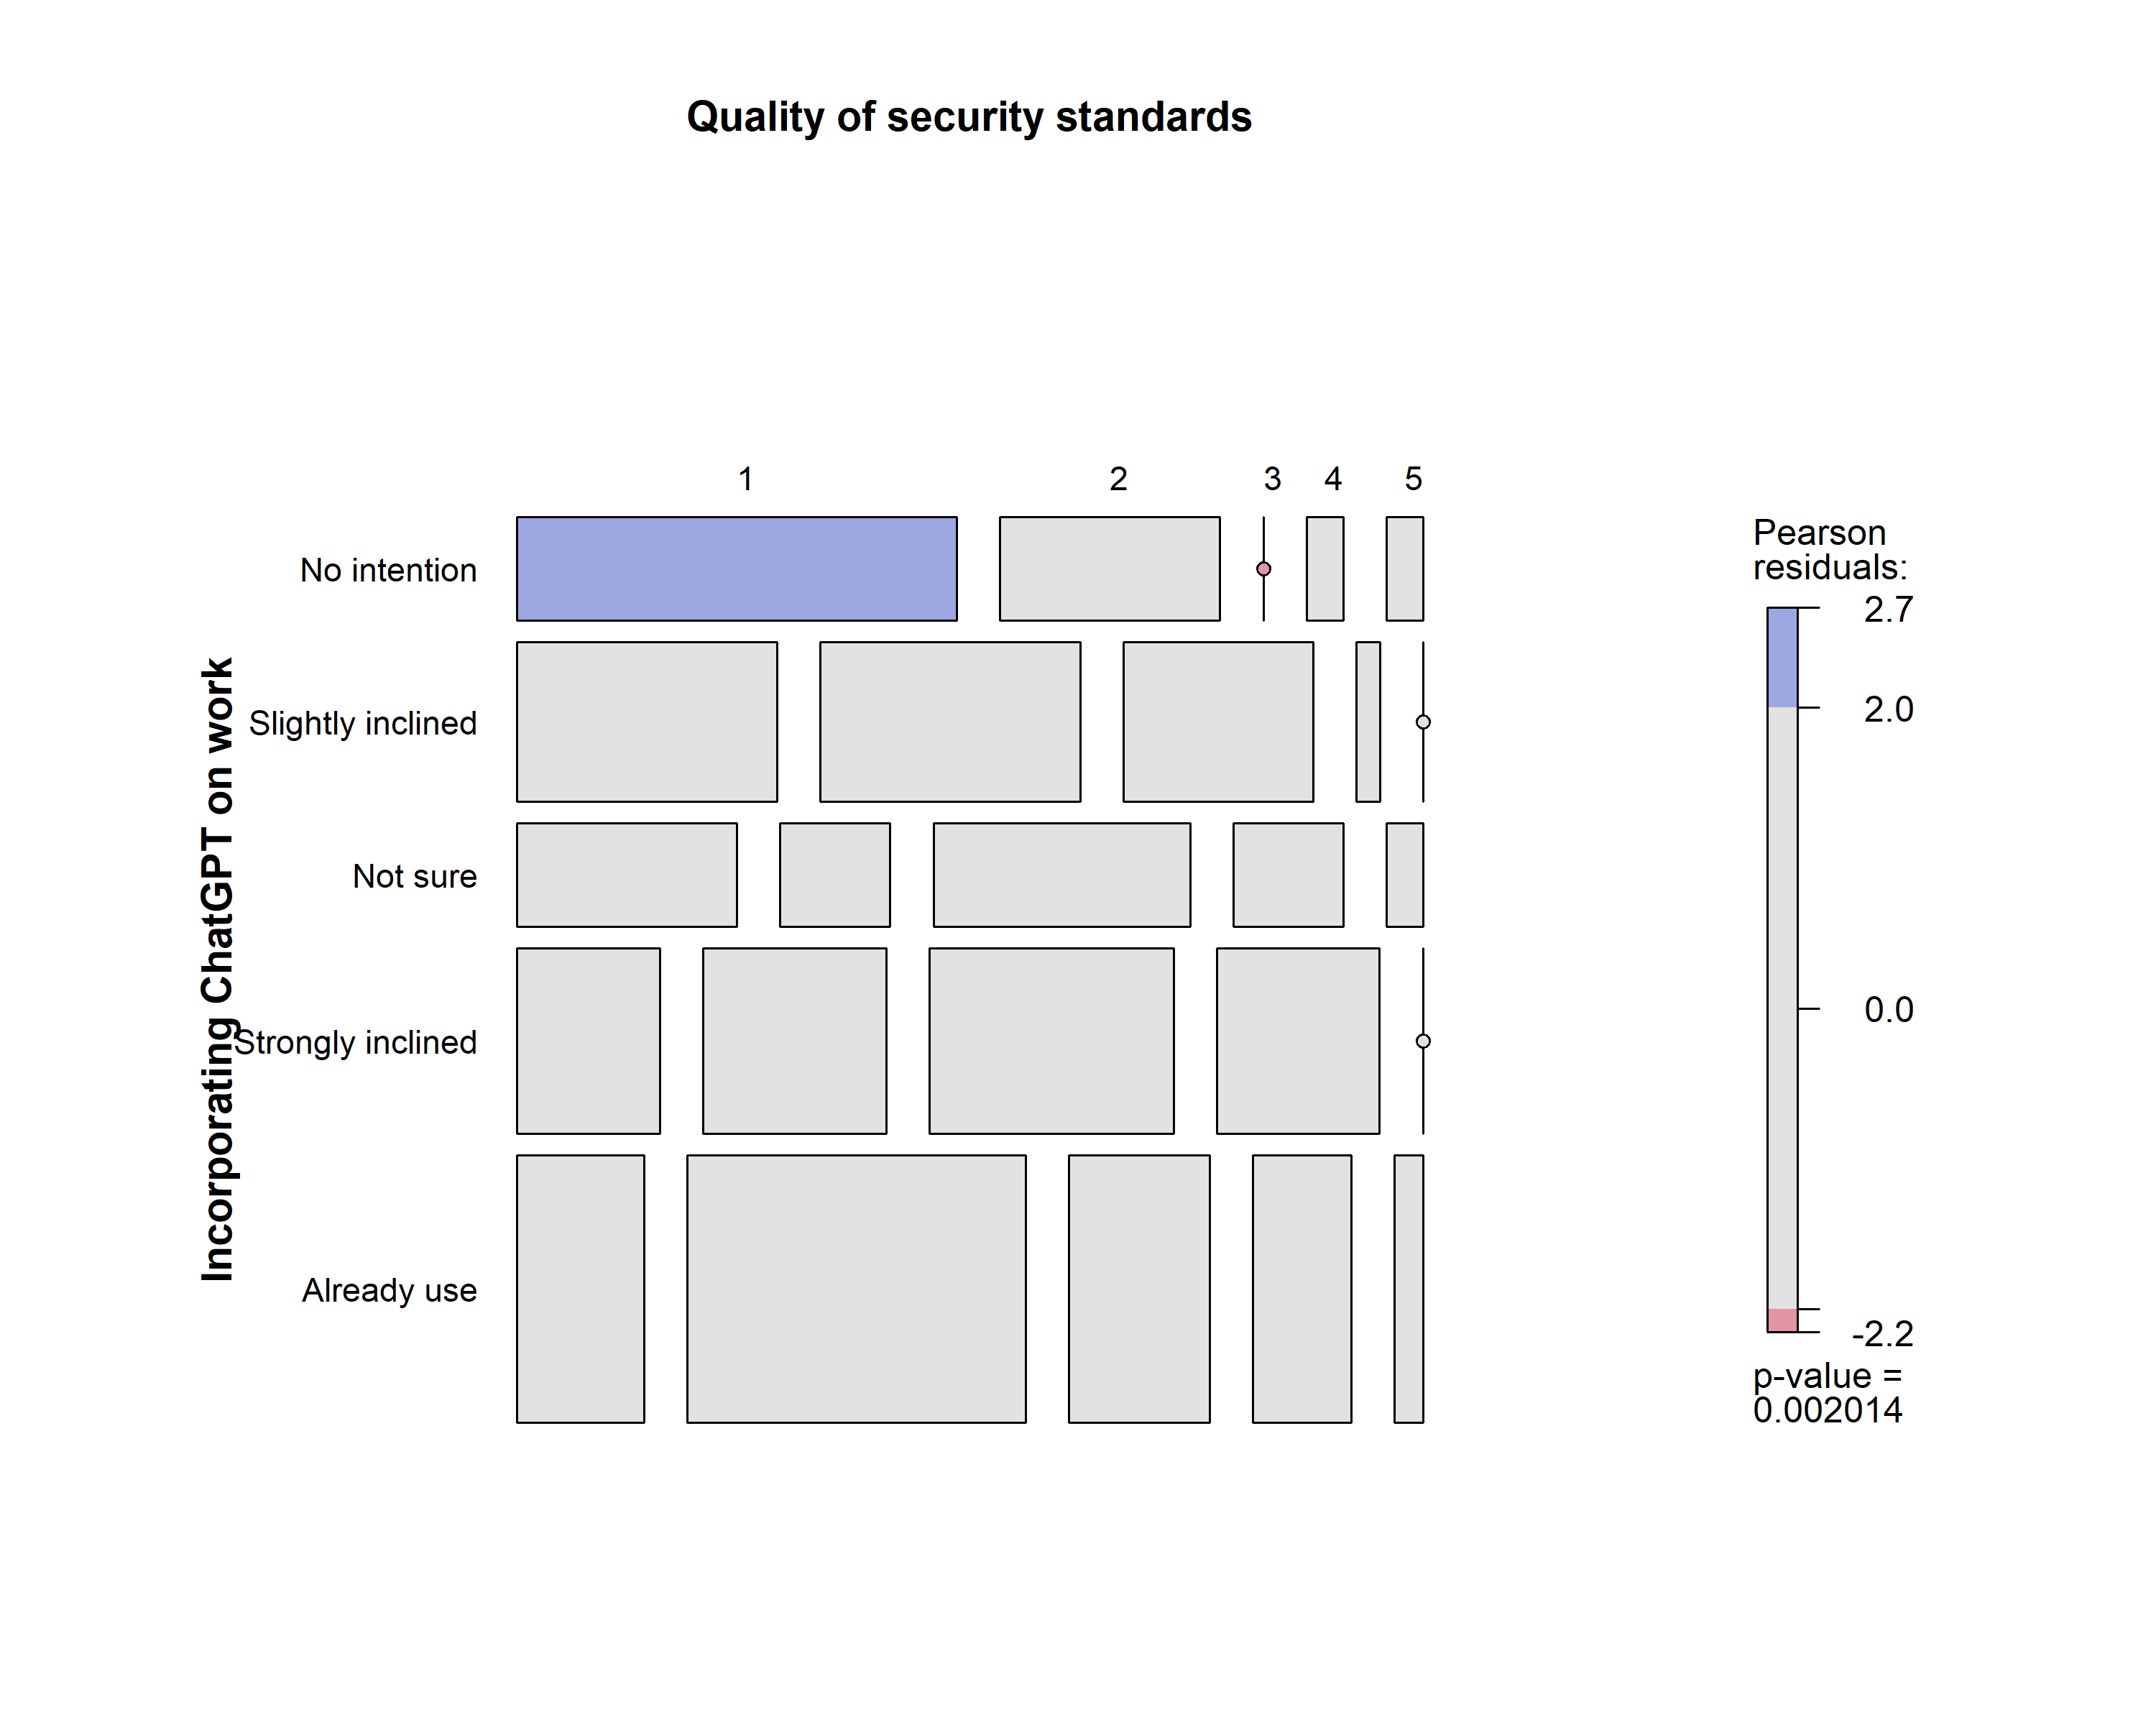 Quality of security standards
1 2 3 4 5
Incorporating ChatGPT on work
No intention
Slightly inclined
Not sure
Strongly inclined
Already use
Pearson
residuals:
2.7
2.0
0.0
-2.2
p-value =
0.002014